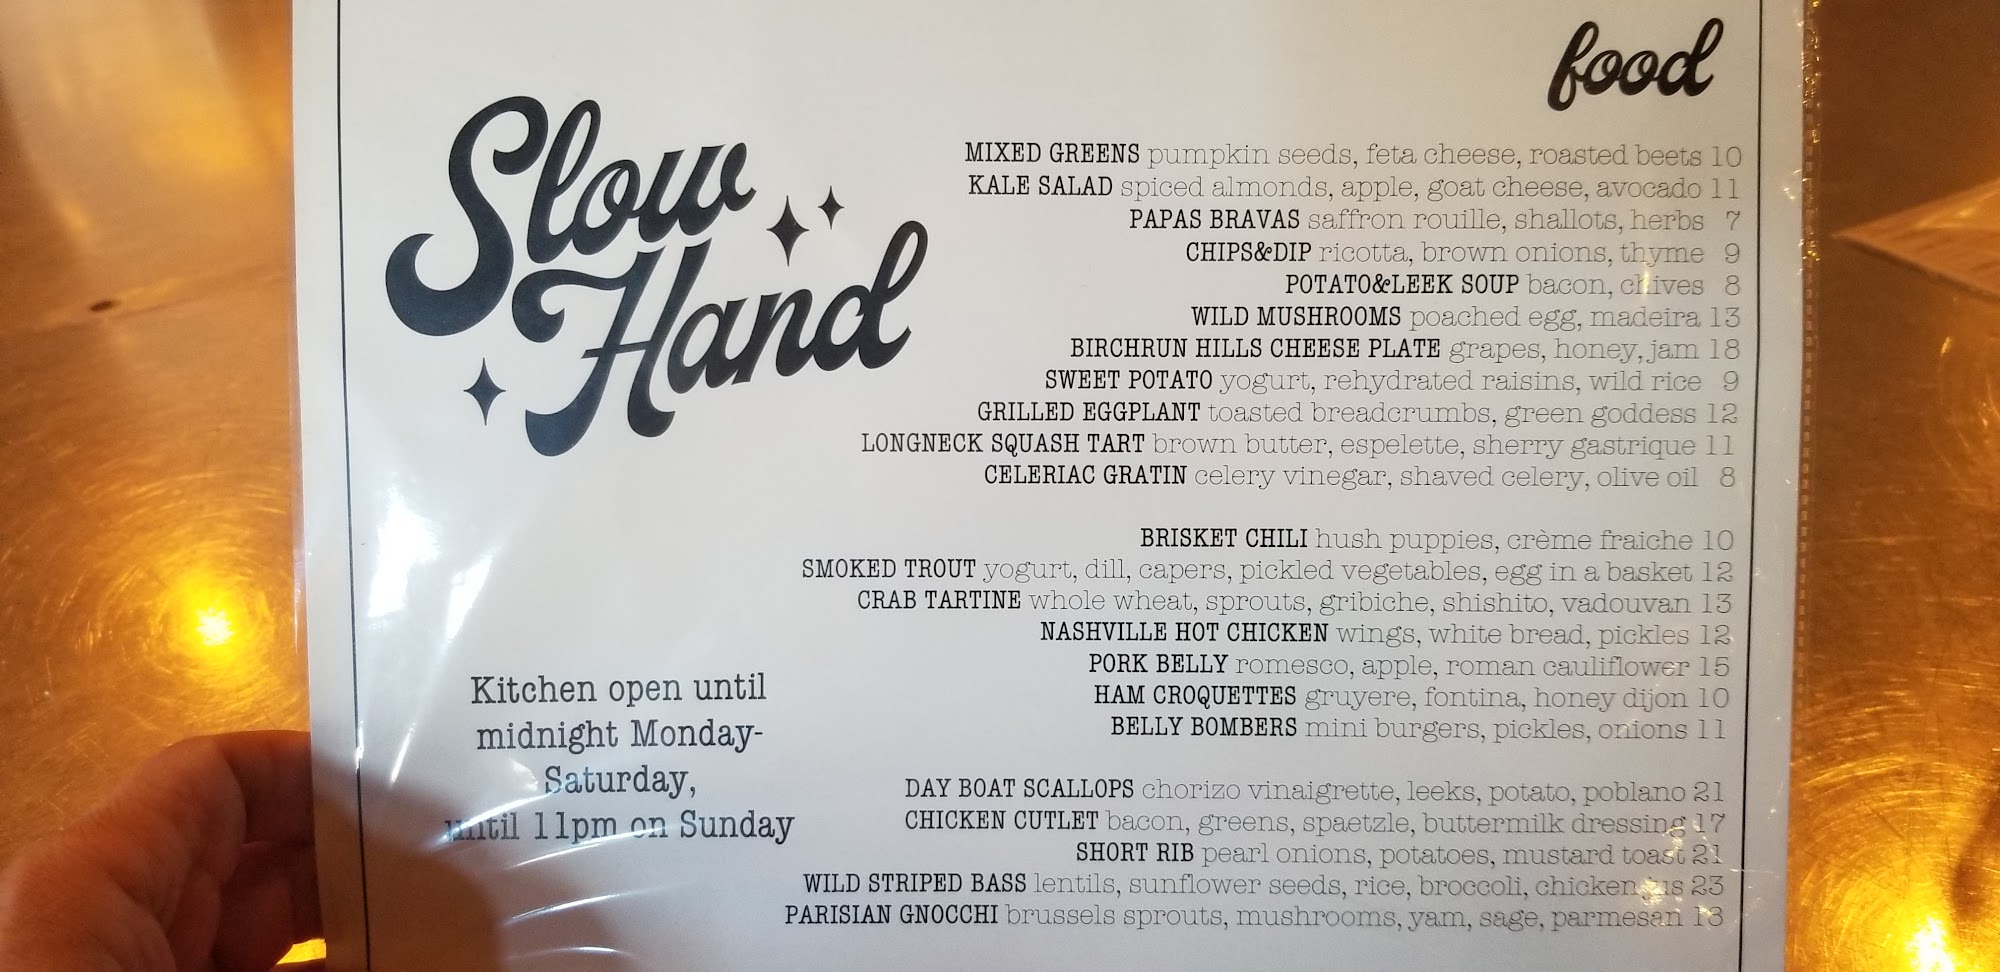 food
Slow
Hand
MIXED GREENS pumpkin seeds, feta cheese, roasted beets 10
KALE SALAD spiced almonds, apple, goat cheese, avocado 11
PAPAS BRAVAS saffron rouille, shallots, herbs 7
CHIPS&DIP ricotta, brown onions, thyme 9
POTATO&LEEK SOUP bacon, chives 8
WILD MUSHROOMS poached egg, madeira 13
BIRCHRUN HILLS CHEESE PLATE grapes, honey, jam 18
SWEET POTATO yogurt, rehydrated raisins, wild rice 9
GRILLED EGGPLANT toasted breadcrumbs, green goddess 12
LONGNECK SQUASH TART brown butter, espelette, sherry gastrique 11
CELERIAC GRATIN celery vinegar, shaved celery, olive oil 8
BRISKET CHILI hush puppies, crème fraiche 10
SMOKED TROUT yogurt, dill, capers, pickled vegetables, egg in a basket 12
CRAB TARTINE whole wheat, sprouts, gribiche, shishito, vadouvan 13
NASHVILLE HOT CHICKEN wings, white bread, pickles 12
PORK BELLY romesco, apple, roman cauliflower 15
HAM CROQUETTES gruyere, fontina, honey dijon 10
BELLY BOMBERS mini burgers, pickles, onions 11
DAY BOAT SCALLOPS chorizo vinaigrette, leeks, potato, poblano 21
CHICKEN CUTLET bacon, greens, spaetzle, buttermilk dressing 17
SHORT RIB pearl onions, potatoes, mustard toast 21
WILD STRIPED BASS lentils, sunflower seeds, rice, broccoli, chicken jus 23
PARISIAN GNOCCHI brussels sprouts, mushrooms, yam, sage, parmesan 13
Kitchen open until
midnight Monday-
Saturday,
until 11pm on Sunday